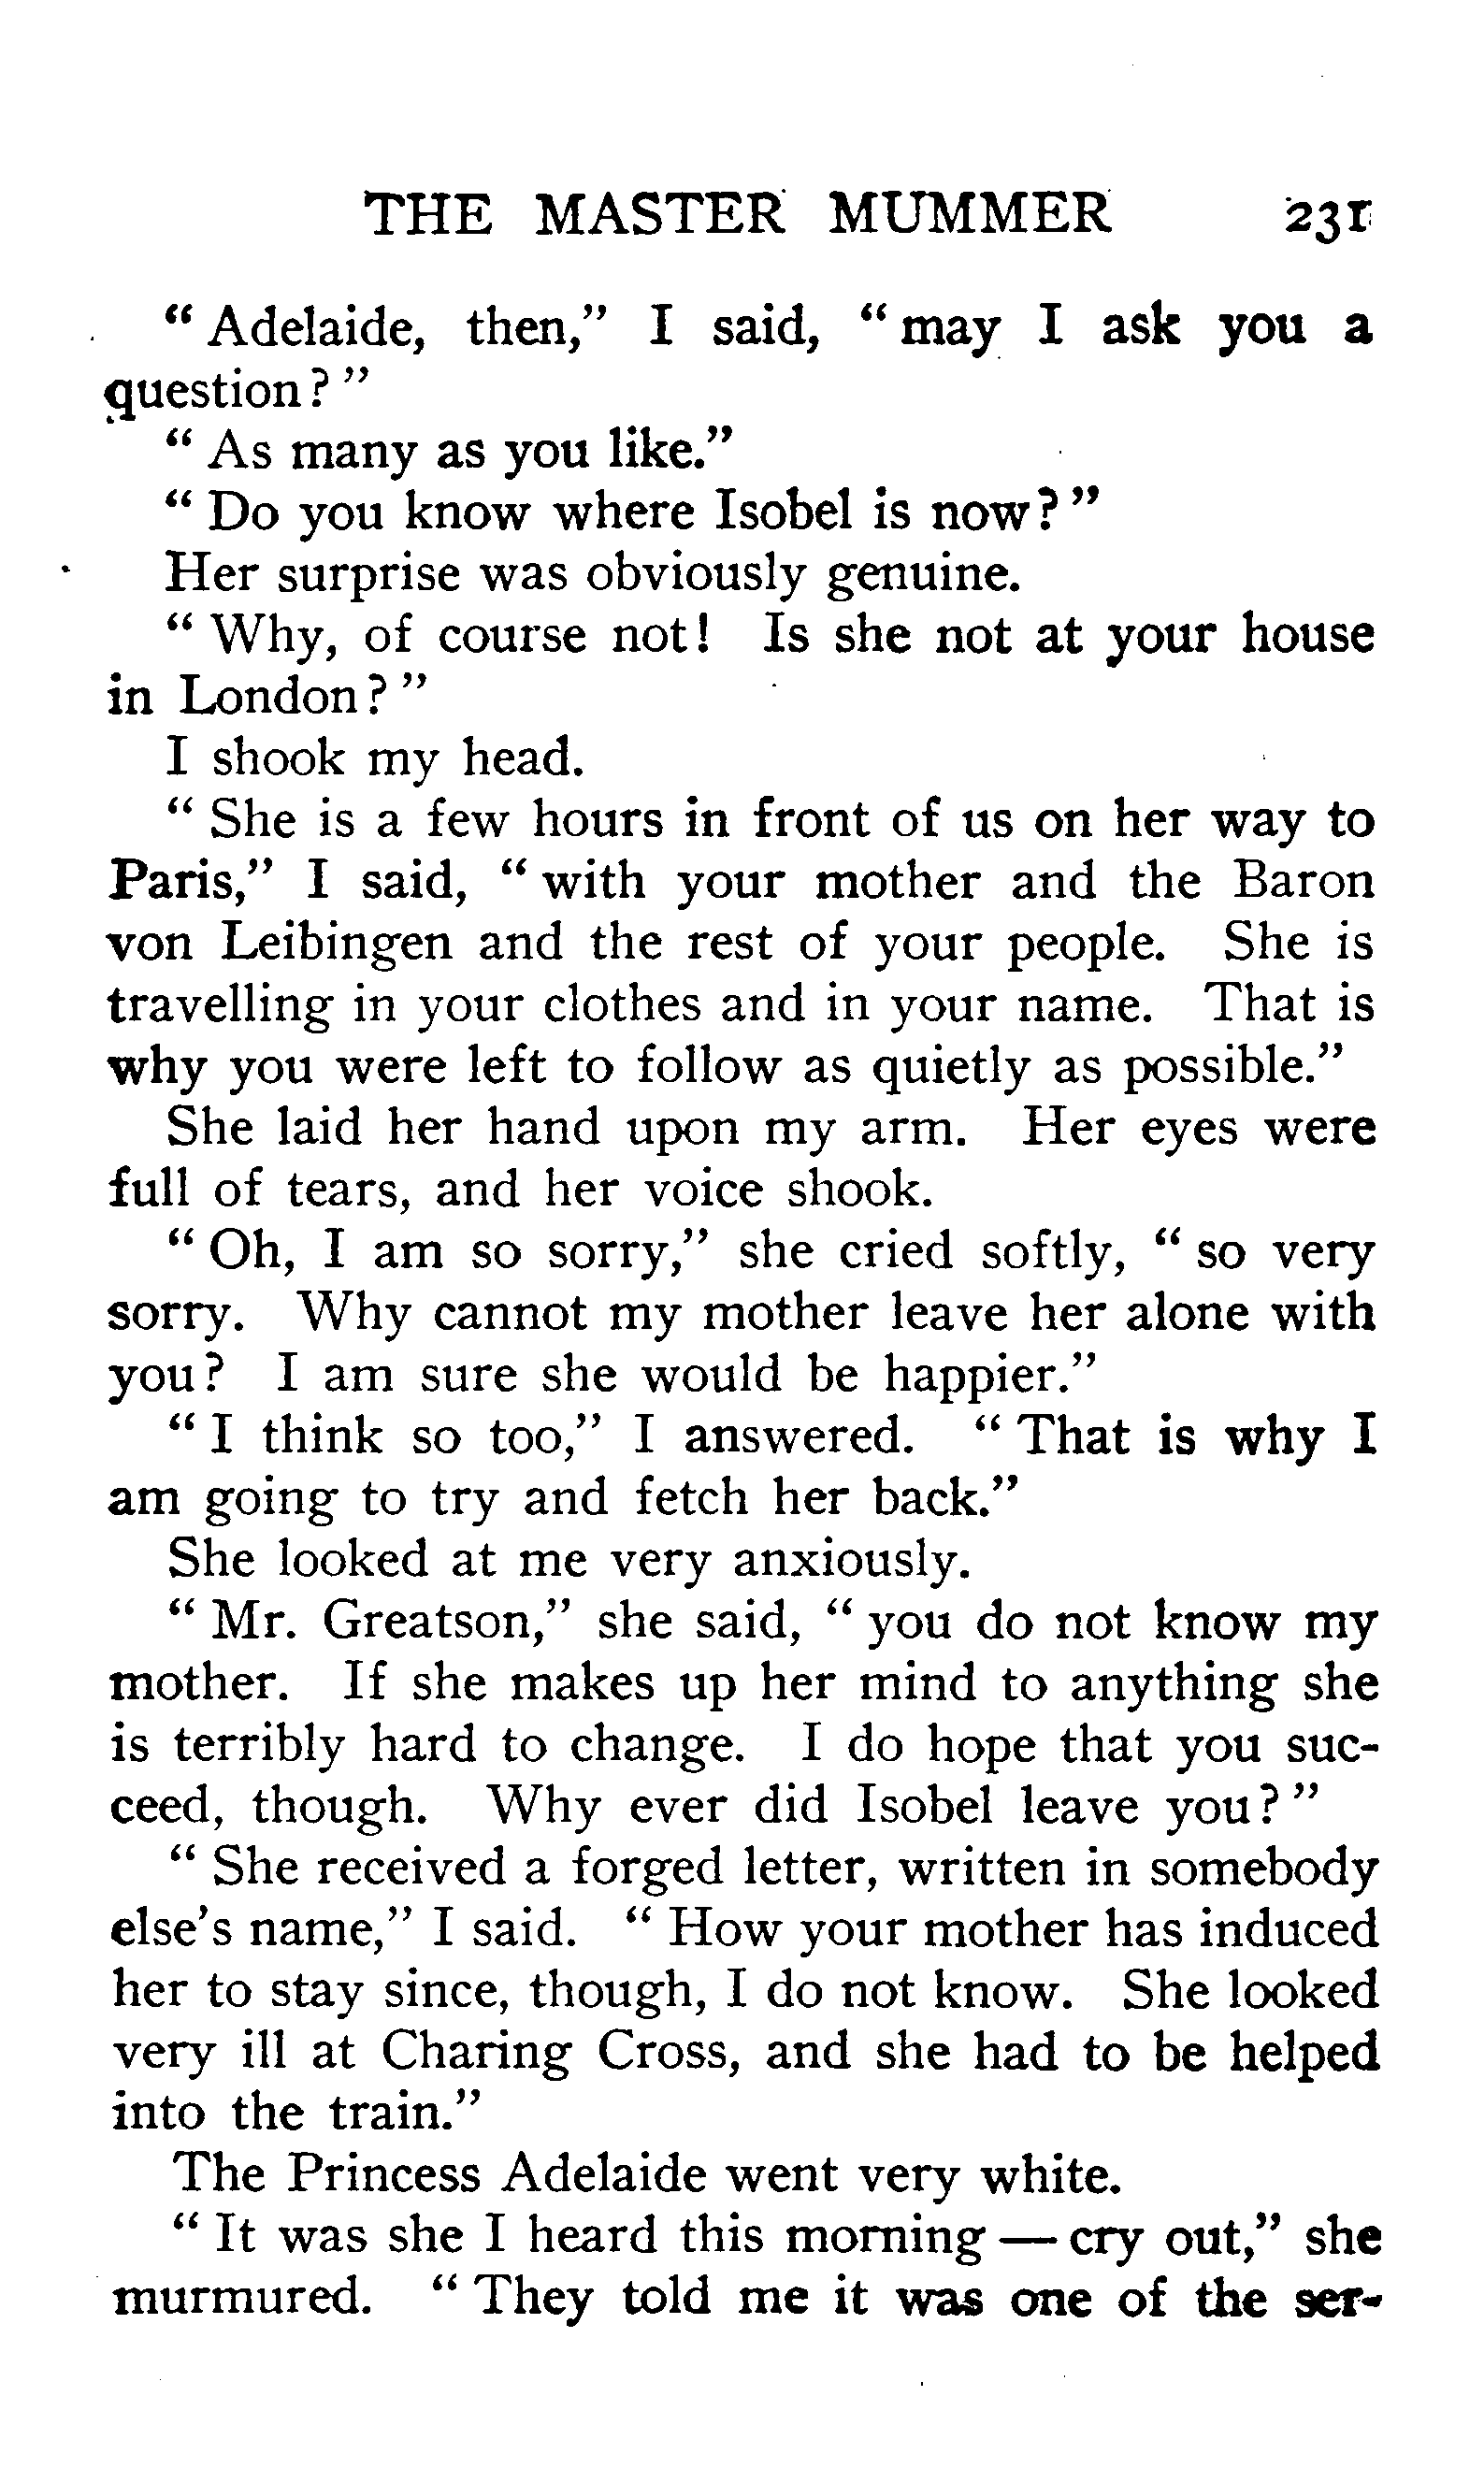 THE MASTER MUMMER 231
“Adelaide, then,” I said, “may I ask you a
question?”
“As many as you like.”
“Do you know where Isobel is now?”
Her surprise was obviously genuine.
“Why, of course not! Is she not at your house
in London?”
I shook my head.
“She is a few hours in front of us on her way to
Paris,” I said, “with your mother and the Baron
von Leibingen and the rest of your people. She is
travelling in your clothes and in your name. That is
why you were left to follow as quietly as possible.”
She laid her hand upon my arm. Her eyes were
full of tears, and her voice shook.
“Oh, I am so sorry,” she cried softly, “so very
sorry. Why cannot my mother leave her alone with
you? I am sure she would be happier.”
“I think so too,” I answered. “That is why I
am going to try and fetch her back.”
She looked at me very anxiously.
“Mr. Greatson,” she said, “you do not know my
mother. If she makes up her mind to anything she
is terribly hard to change. I do hope that you suc-
ceed, though. Why ever did Isobel leave you?”
“She received a forged letter, written in somebody
else’s name,” I said. “How your mother has induced
her to stay since, though, I do not know. She looked
very ill at Charing Cross, and she had to be helped
into the train.”
The Princess Adelaide went very white.
“It was she I heard this morning — cry out,” she
murmured. “They told me it was one of the ser-